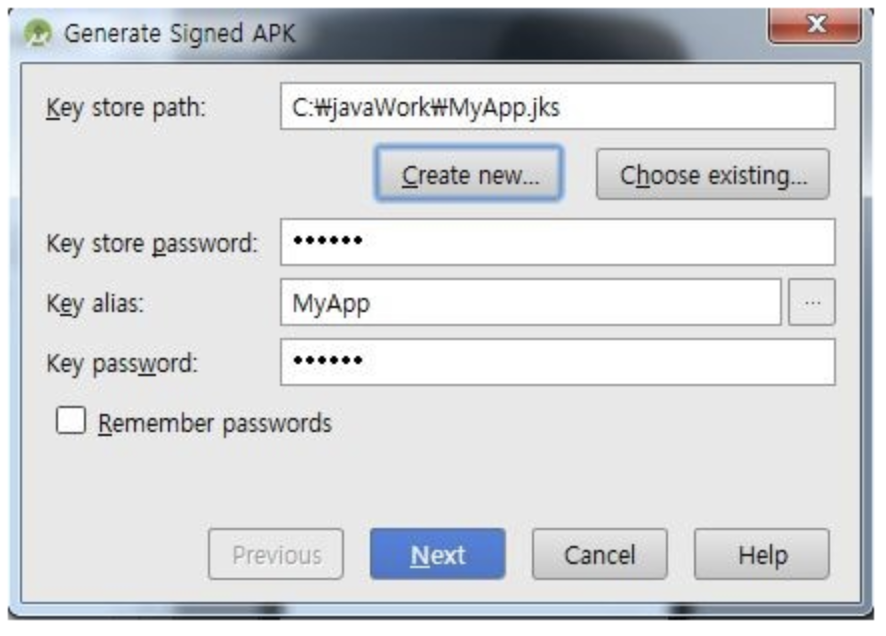 Generate Signed APK
Key store path: C:₩javaWork₩MyApp.jks
Create new... Choose existing...
Key store password: ••••••
Key alias: MyApp ...
Key password: ••••••
Remember passwords
Previous Next Cancel Help